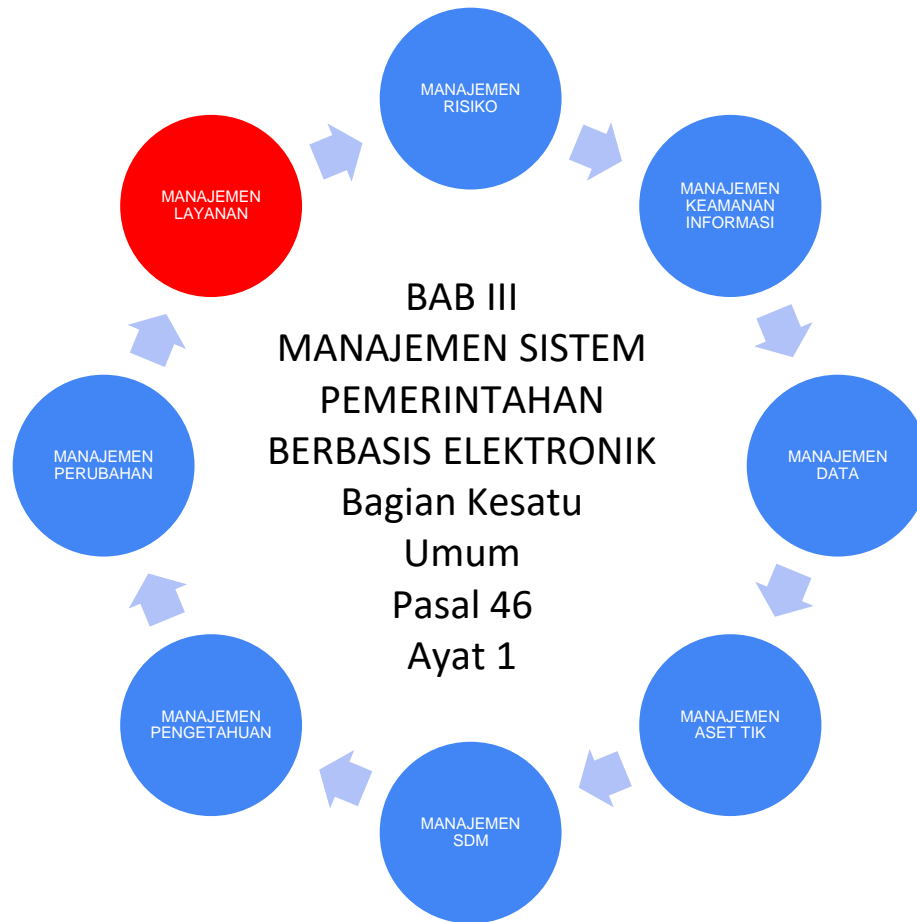 MANAJEMEN
RISIKO
MANAJEMEN
KEAMANAN
INFORMASI
MANAJEMEN
DATA
MANAJEMEN
ASET TIK
MANAJEMEN
SDM
MANAJEMEN
PENGETAHUAN
MANAJEMEN
PERUBAHAN
MANAJEMEN
LAYANAN
BAB III
MANAJEMEN SISTEM
PEMERINTAHAN
BERBASIS ELEKTRONIK
Bagian Kesatu
Umum
Pasal 46
Ayat 1